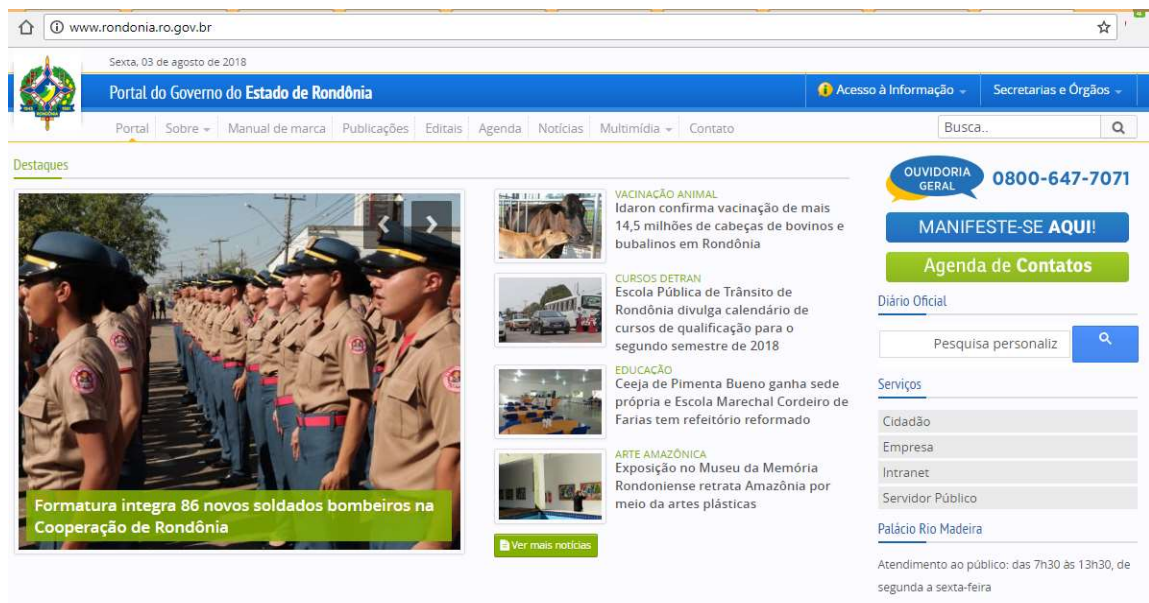 www.rondonia.ro.gov.br
Sexta, 03 de agosto de 2018
Portal do Governo do Estado de Rondônia
Acesso à Informação
Secretarias e Órgãos
Portal
Sobre
Manual de marca
Publicações
Editais
Agenda
Notícias
Multimídia
Contato
Busca..
Destaques
Formatura integra 86 novos soldados bombeiros na
Cooperação de Rondônia
VACINAÇÃO ANIMAL
Idaron confirma vacinação de mais
14,5 milhões de cabeças de bovinos e
bubalinos em Rondônia
CURSOS DETRAN
Escola Pública de Trânsito de
Rondônia divulga calendário de
cursos de qualificação para o
segundo semestre de 2018
EDUCAÇÃO
Ceeja de Pimenta Bueno ganha sede
própria e Escola Marechal Cordeiro de
Farias tem refeitório reformado
ARTE AMAZÔNICA
Exposição no Museu da Memória
Rondoniense retrata Amazônia por
meio da artes plásticas
Ver mais notícias
OUVIDORIA
GERAL
0800-647-7071
MANIFESTE-SE AQUI!
Agenda de Contatos
Diário Oficial
Pesquisa personaliz
Serviços
Cidadão
Empresa
Intranet
Servidor Público
Palácio Rio Madeira
Atendimento ao público: das 7h30 às 13h30, de
segunda a sexta-feira